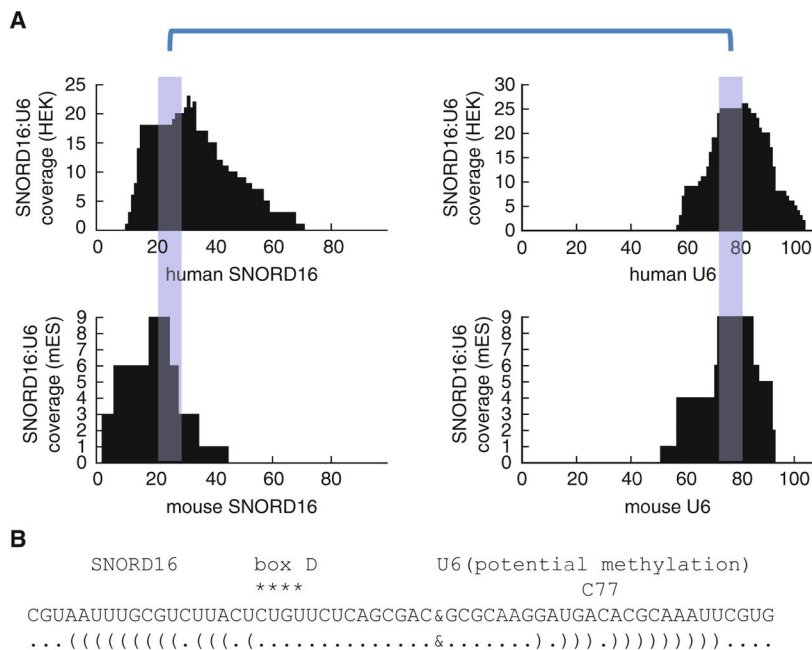 A
SNORD16:U6
coverage (HEK)
25
20
15
10
5
0
0 20 40 60 80
human SNORD16
SNORD16:U6
coverage (HEK)
30
25
20
15
10
5
0
0 20 40 60 80 100
human U6
SNORD16:U6
coverage (mES)
9
8
7
6
5
4
3
2
1
0
0 20 40 60 80
mouse SNORD16
SNORD16:U6
coverage (mES)
9
8
7
6
5
4
3
2
1
0
0 20 40 60 80 100
mouse U6
B
SNORD16 box D U6(potential methylation)
**** C77
CGUAAUUUGCGUCUUACUCUGUUCUCAGCGAC&GCGCAAGGAUGACACGCAAAUUCGUG
...(((((((((.(((.(..............&.......).))).)))))))))....